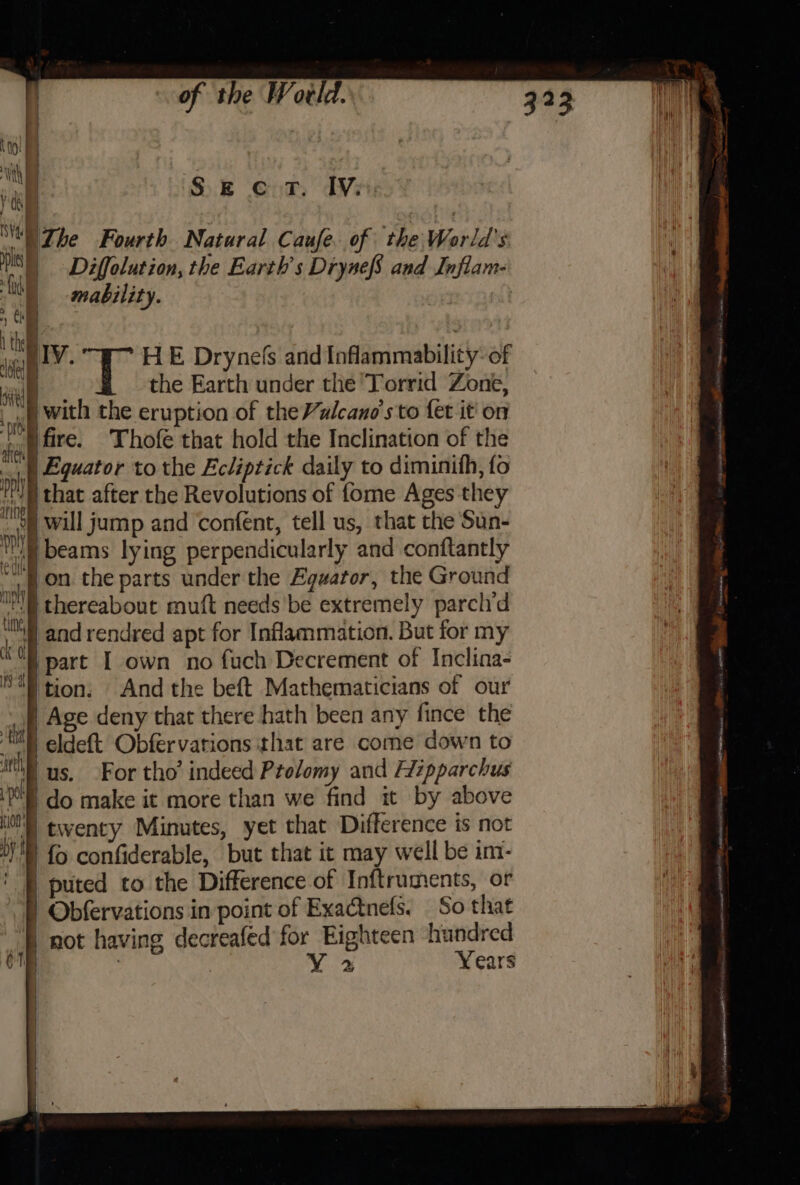 of the World. 323
SECT. IV.
The Fourth Natural Cauſe of the World's
Diſſolution, the Earth's Dryneſs and Inflam-
mability.
IV. THE Dryneſs and Inflammability of
the Earth under the Torrid Zone,
with the eruption of the Vulcano's to ſet it on
fire. Thoſe that hold the Inclination of the
Equator to the Ecliptick daily to diminiſh, ſo
that after the Revolutions of ſome Ages they
will jump and conſent, tell us, that the Sun-
beams lying perpendicularly and conſtantly
on the parts under the Equator, the Ground
thereabout muſt needs be extremely parch'd
and rendred apt for Inflammation. But for my
part I own no ſuch Decrement of Inclina-
tion. And the beſt Mathematicians of our
Age deny that there hath been any ſince the
eldeſt Obſervations that are come down to
us. For tho' indeed Ptolomy and Hipparchus
do make it more than we find it by above
twenty Minutes, yet that Difference is not
ſo conſiderable, but that it may well be im-
puted to the Difference of Inſtruments, or
Obſervations in point of Exactneſs. So that
not having decreaſed for Eighteen hundred
Y 2 Years